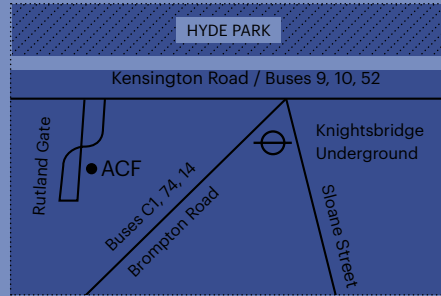 HYDE PARK
Kensington Road / Buses 9, 10, 52
Rutland Gate
ACF
Buses C1, 74, 14
Brompton Road
Knightsbridge
Underground
Sloane Street